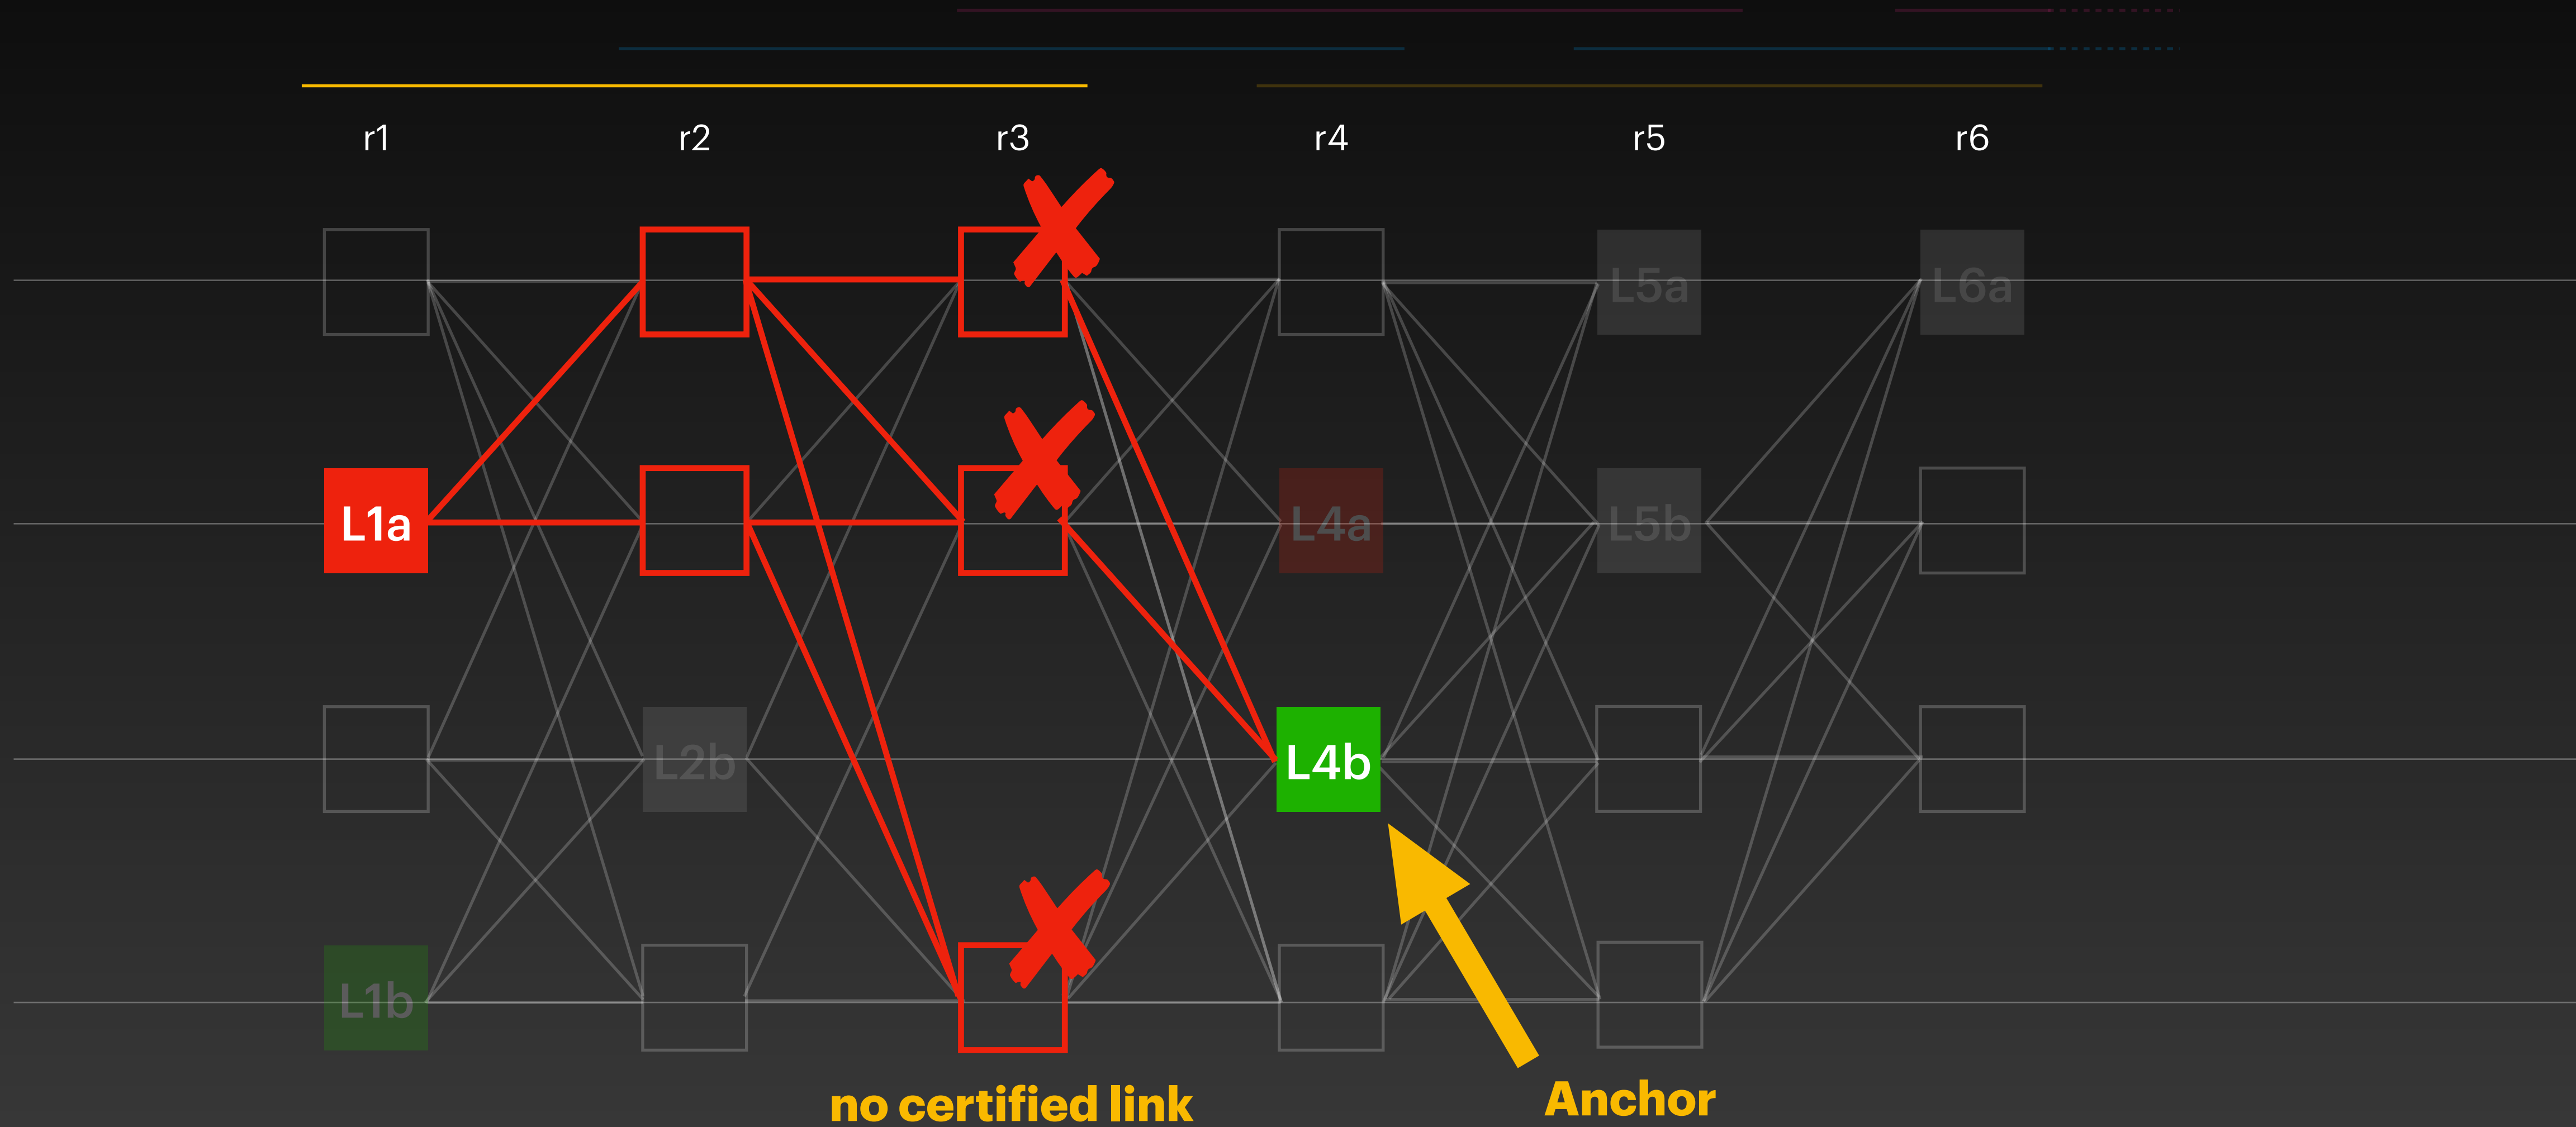 r1 r2 r3 r4 r5 r6
L5a L6a
L1a L4a L5b
L2b L4b
L1b
no certified link
Anchor